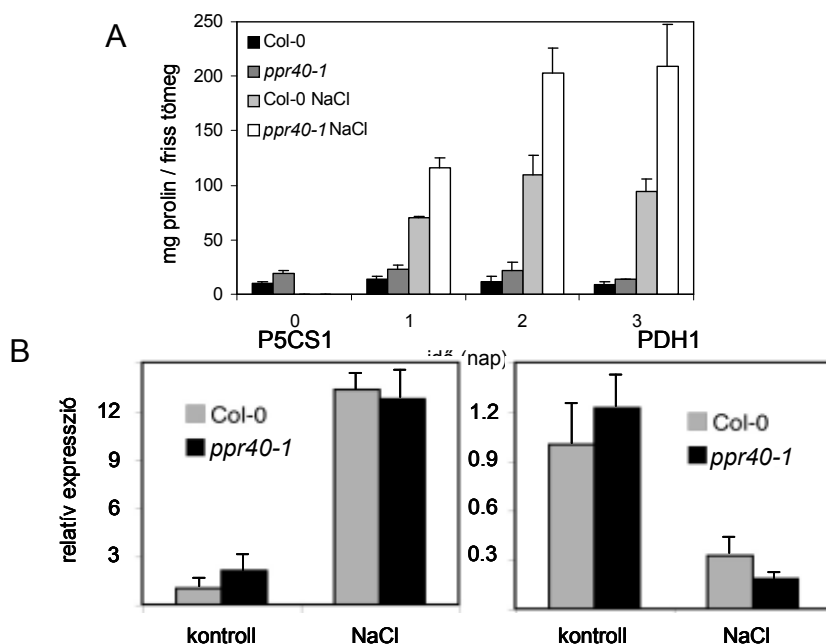 A
250
200
150
100
50
0
mg prolin / friss tömeg
Col-0
ppr40-1
Col-0 NaCl
ppr40-1 NaCl
0 1 2 3
idő (nap)
B
P5CS1
relatív expresszió
12
9
6
3
Col-0
ppr40-1
kontroll NaCl
PDH1
1.2
0.9
0.6
0.3
Col-0
ppr40-1
kontroll NaCl